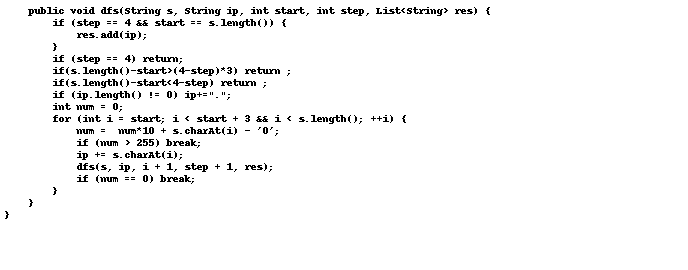 public void dfs(String s, String ip, int start, int step, List<String> res) {
        if (step == 4 && start == s.length()) {
            res.add(ip);
        }
        if (step == 4) return;
        if(s.length()-start>(4-step)*3) return ;
        if(s.length()-start<4-step) return ;
        if (ip.length() != 0) ip+=".";
        int num = 0;
        for (int i = start; i < start + 3 && i < s.length(); ++i) {
            num =  num*10 + s.charAt(i) - '0';
            if (num > 255) break;
            ip += s.charAt(i);
            dfs(s, ip, i + 1, step + 1, res);
            if (num == 0) break;
        }
    }
}